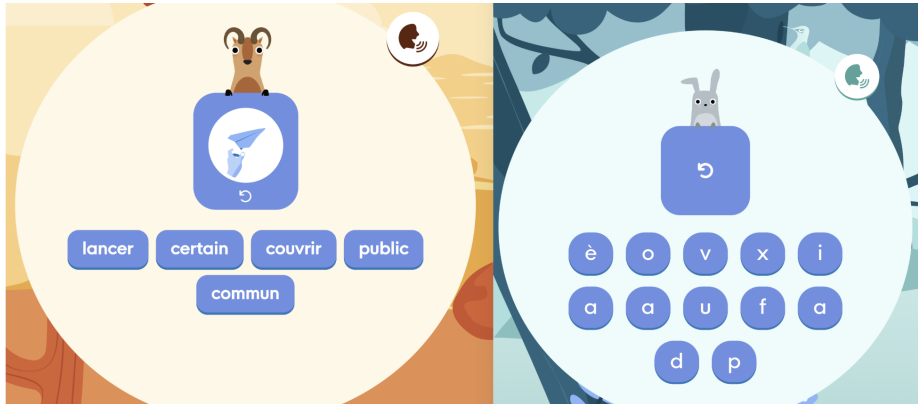 lancer certain couvrir public
commun
è o v x i
a a u f a
d p